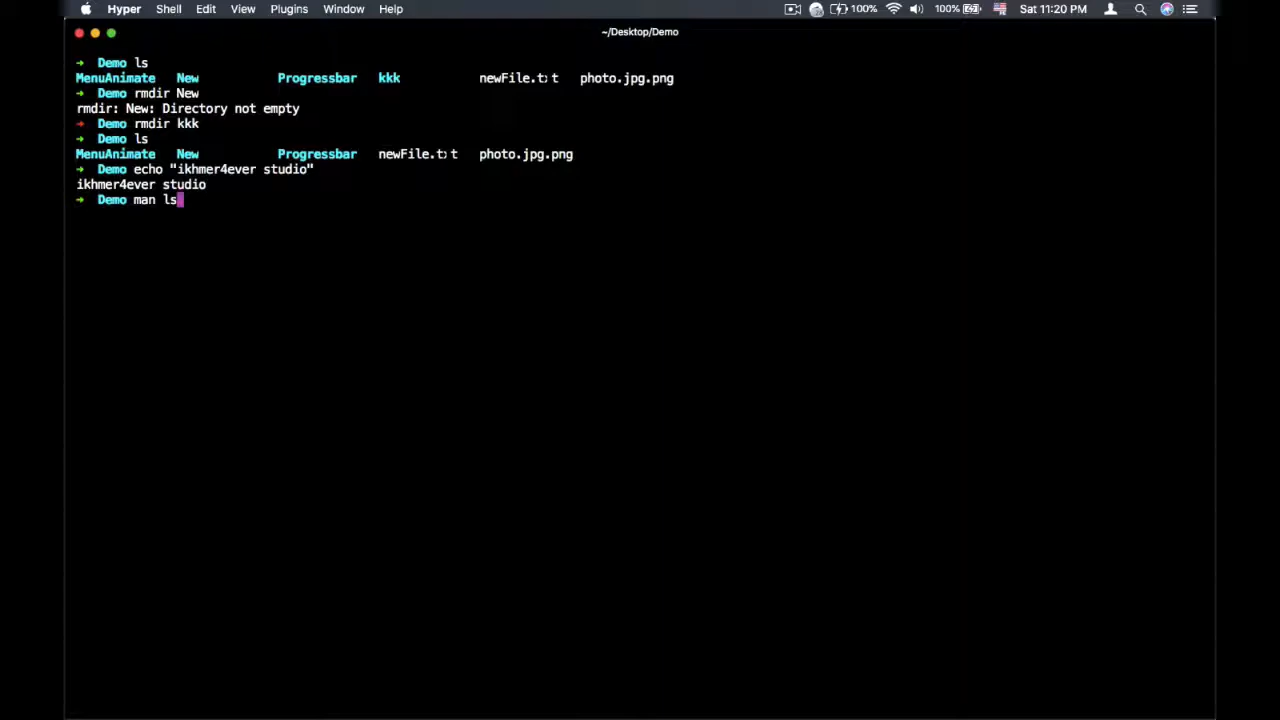 Hyper Shell Edit View Plugins Window Help 100% 100% Sat 11:20 PM
~/Desktop/Demo
→ Demo ls
MenuAnimate New Progressbar kkk newFile.txt photo.jpg.png
→ Demo rmdir New
rmdir: New: Directory not empty
→ Demo rmdir kkk
→ Demo ls
MenuAnimate New Progressbar newFile.txt photo.jpg.png
→ Demo echo "ikhmer4ever studio"
ikhmer4ever studio
→ Demo man ls